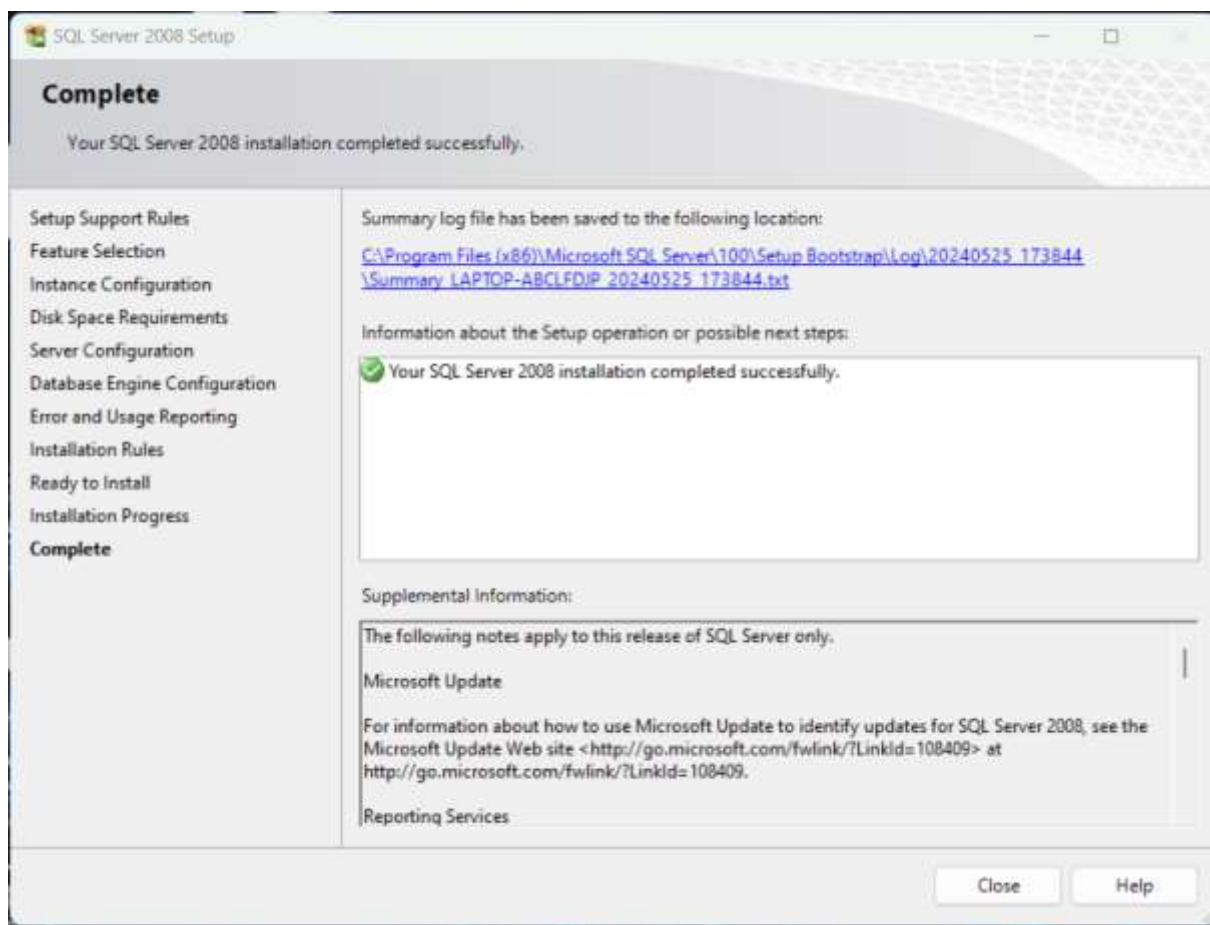 SQL Server 2008 Setup
Complete
Your SQL Server 2008 installation completed successfully.
Setup Support Rules
Feature Selection
Instance Configuration
Disk Space Requirements
Server Configuration
Database Engine Configuration
Error and Usage Reporting
Installation Rules
Ready to Install
Installation Progress
Complete
Summary log file has been saved to the following location:
C:\Program Files (x86)\Microsoft SQL Server\100\Setup Bootstrap\Log\20240525_173844
\Summary_LAPTOP-ABCLFDJP_20240525_173844.txt
Information about the Setup operation or possible next steps:
Your SQL Server 2008 installation completed successfully.
Supplemental Information:
The following notes apply to this release of SQL Server only.
Microsoft Update
For information about how to use Microsoft Update to identify updates for SQL Server 2008, see the
Microsoft Update Web site <http://go.microsoft.com/fwlink/?LinkId=108409> at
http://go.microsoft.com/fwlink/?LinkId=108409.
Reporting Services
Close
Help